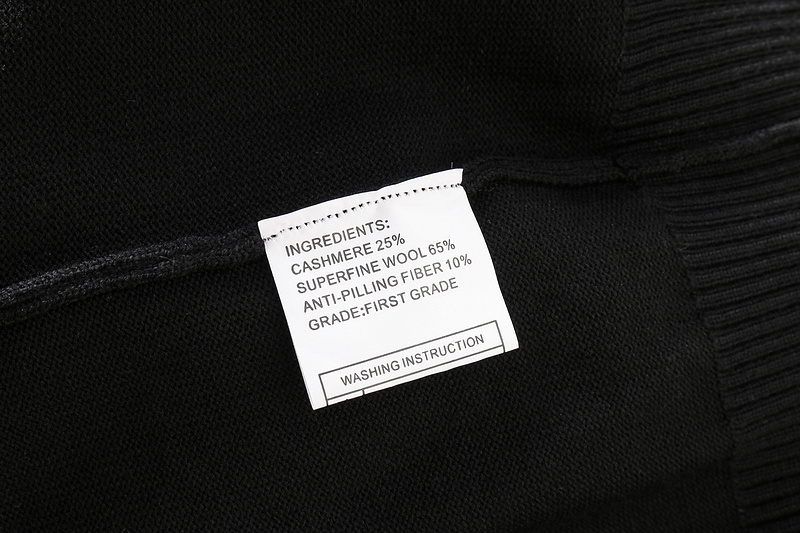 INGREDIENTS:
CASHMERE 25%
SUPERFINE WOOL 65%
ANTI-PILLING FIBER 10%
GRADE:FIRST GRADE
WASHING INSTRUCTION